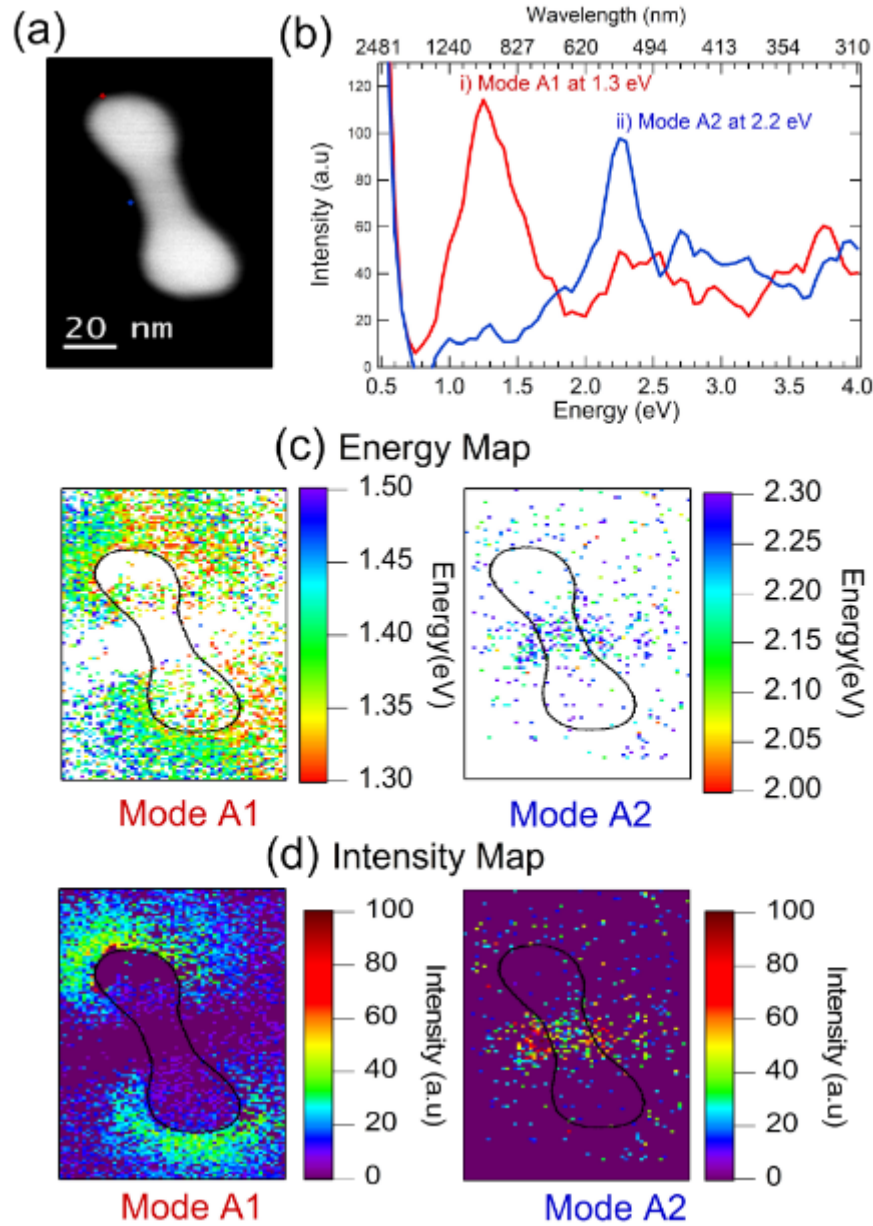 (a)
20 nm
(b)
Wavelength (nm)
2481 1240 827 620 494 413 354 310
i) Mode A1 at 1.3 eV
ii) Mode A2 at 2.2 eV
Intensity (a.u)
120
100
80
60
40
20
0
0.5 1.0 1.5 2.0 2.5 3.0 3.5 4.0
Energy (eV)
(c) Energy Map
1.50
1.45
1.40
1.35
1.30
Energy(eV)
Mode A1
2.30
2.20
2.15
2.10
2.05
2.00
Energy(eV)
Mode A2
(d) Intensity Map
100
80
60
40
20
0
Intensity (a.u)
Mode A1
100
80
60
40
20
0
Intensity (a.u)
Mode A2